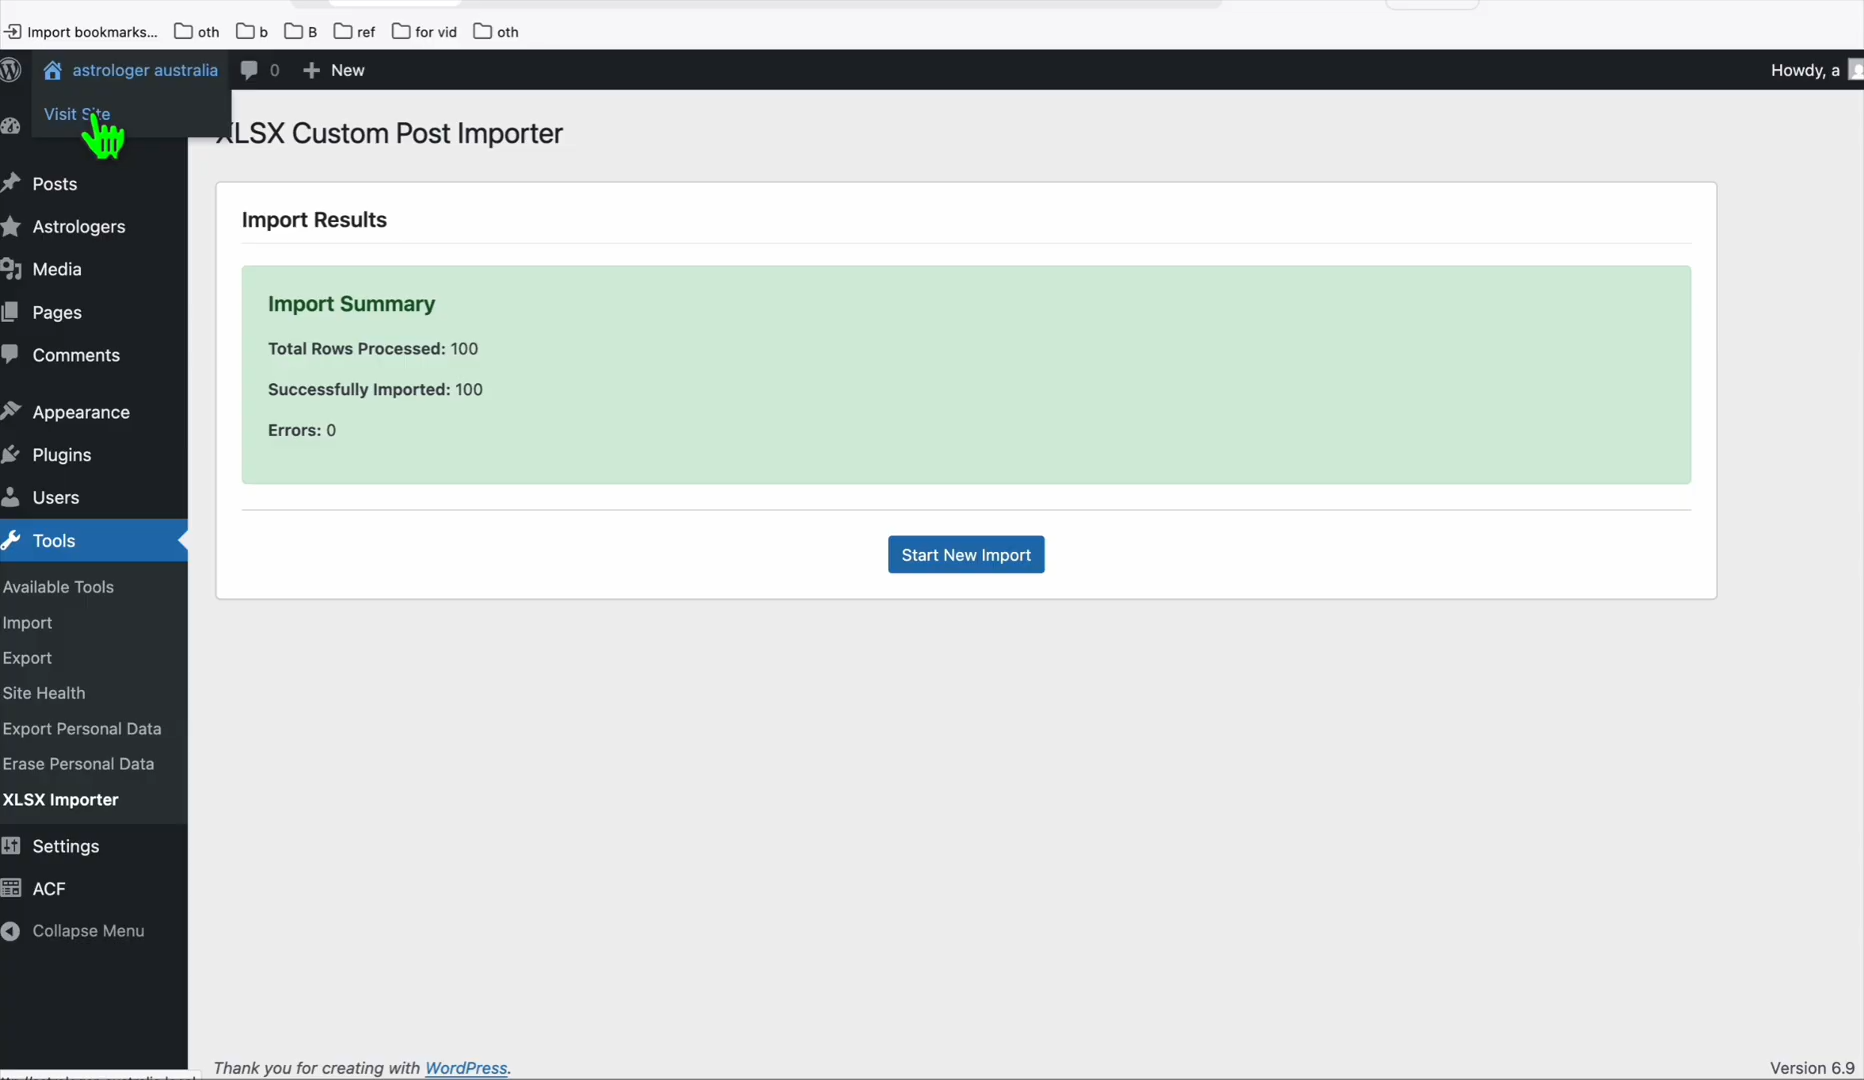 Import bookmarks... oth b B ref for vid oth
astrologer australia 0 New Howdy, a
Visit Site
XLSX Custom Post Importer
Posts
Astrologers
Media
Pages
Comments
Appearance
Plugins
Users
Tools
Available Tools
Import
Export
Site Health
Export Personal Data
Erase Personal Data
XLSX Importer
Settings
ACF
Collapse Menu
Import Results
Import Summary
Total Rows Processed: 100
Successfully Imported: 100
Errors: 0
Start New Import
Thank you for creating with WordPress.
Version 6.9